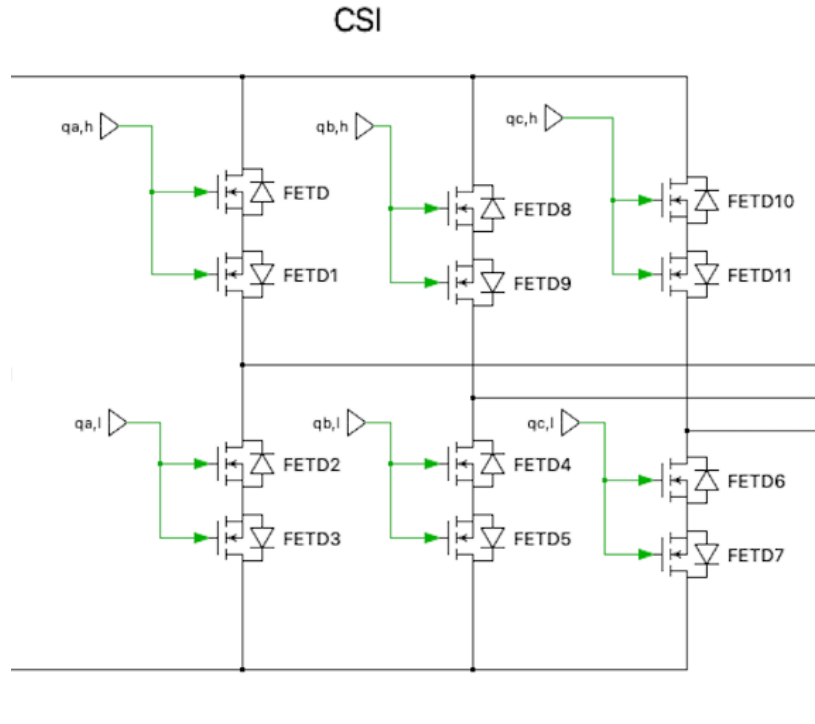 CSI
qa,h
qb,h
qc,h
FETD
FETD8
FETD10
FETD1
FETD9
FETD11
qa,l
qb,l
qc,l
FETD2
FETD4
FETD6
FETD3
FETD5
FETD7